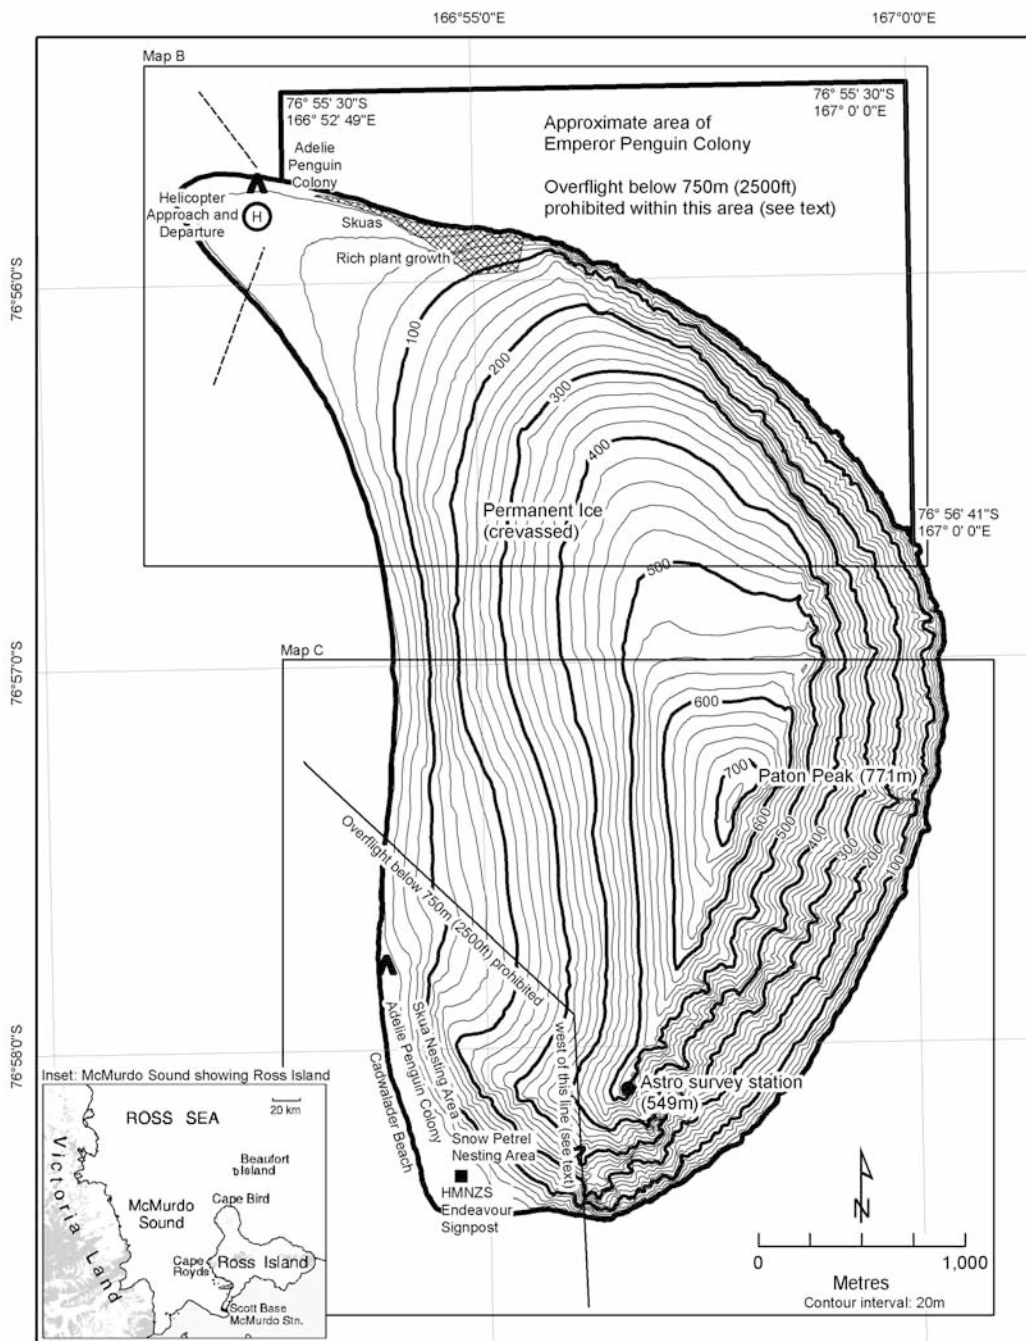 166°55'0"E
167°0'0"E
Map B
76° 55' 30"S
166° 52' 49"E
76° 55' 30"S
167° 0' 0"E
Approximate area of
Emperor Penguin Colony
Overflight below 750m (2500ft)
prohibited within this area (see text)
Adelie
Penguin
Colony
Helicopter
Approach and
Departure
H
Skuas
Rich plant growth
76°56'0"S
100
200
300
400
Permanent Ice
(crevassed)
76° 56' 41"S
167° 0' 0"E
500
Map C
76°57'0"S
600
700
Paton Peak (771m)
600
500
400
300
200
100
Overflight below 750m (2500ft) prohibited
west of this line (see text)
Skua Nesting Area
Adelie Penguin Colony
Cadwalader Beach
76°58'0"S
Astro survey station
(549m)
Snow Petrel
Nesting Area
HMNZS
Endeavour
Signpost
Inset: McMurdo Sound showing Ross Island
ROSS SEA
20 km
Victoria Land
Beaufort
Island
Cape Bird
McMurdo
Sound
Cape
Royds
Ross Island
Scott Base
McMurdo Stn.
N
0
1,000
Metres
Contour interval: 20m